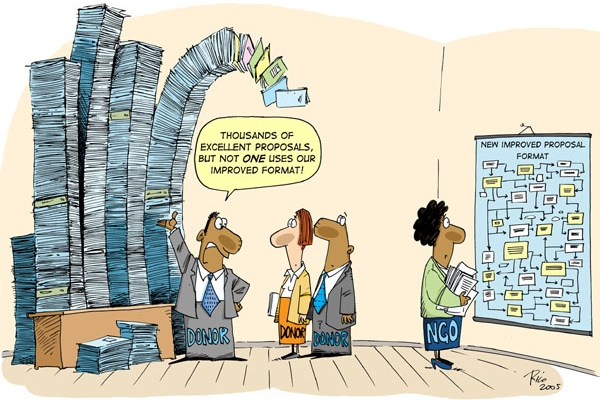 THOUSANDS OF
EXCELLENT PROPOSALS,
BUT NOT ONE USES OUR
IMPROVED FORMAT!
NEW IMPROVED PROPOSAL
FORMAT
DONOR
DONOR
DONOR
NGO
Rico
2005